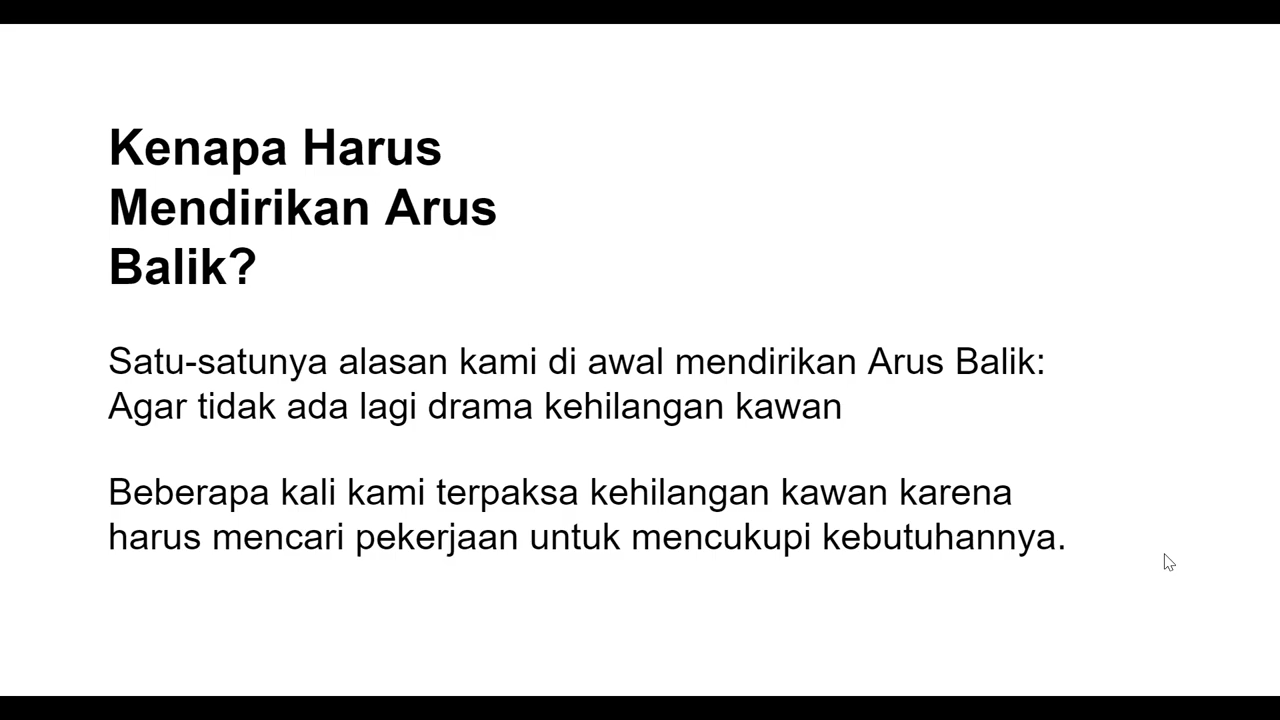 Kenapa Harus
Mendirikan Arus
Balik?
Satu-satunya alasan kami di awal mendirikan Arus Balik:
Agar tidak ada lagi drama kehilangan kawan
Beberapa kali kami terpaksa kehilangan kawan karena
harus mencari pekerjaan untuk mencukupi kebutuhannya.